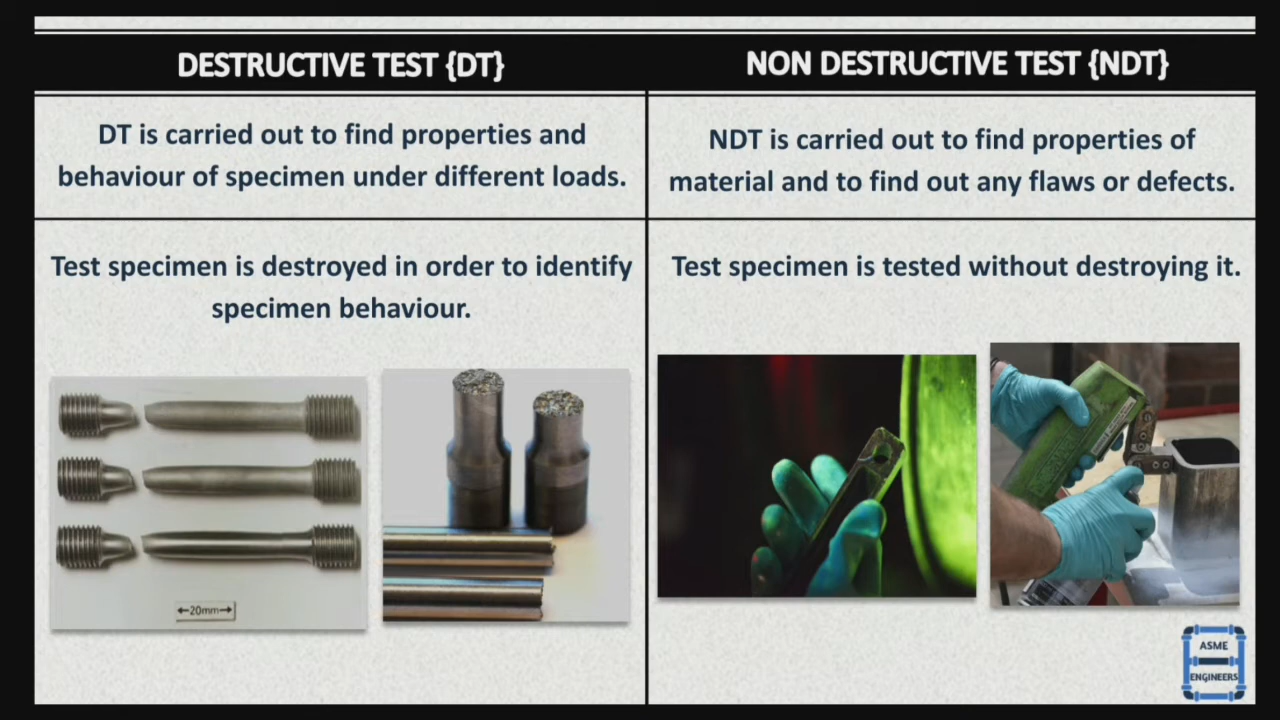 DESTRUCTIVE TEST {DT}
NON DESTRUCTIVE TEST {NDT}
DT is carried out to find properties and
behaviour of specimen under different loads.
NDT is carried out to find properties of
material and to find out any flaws or defects.
Test specimen is destroyed in order to identify
specimen behaviour.
Test specimen is tested without destroying it.
←20mm→
ASME
ENGINEERS